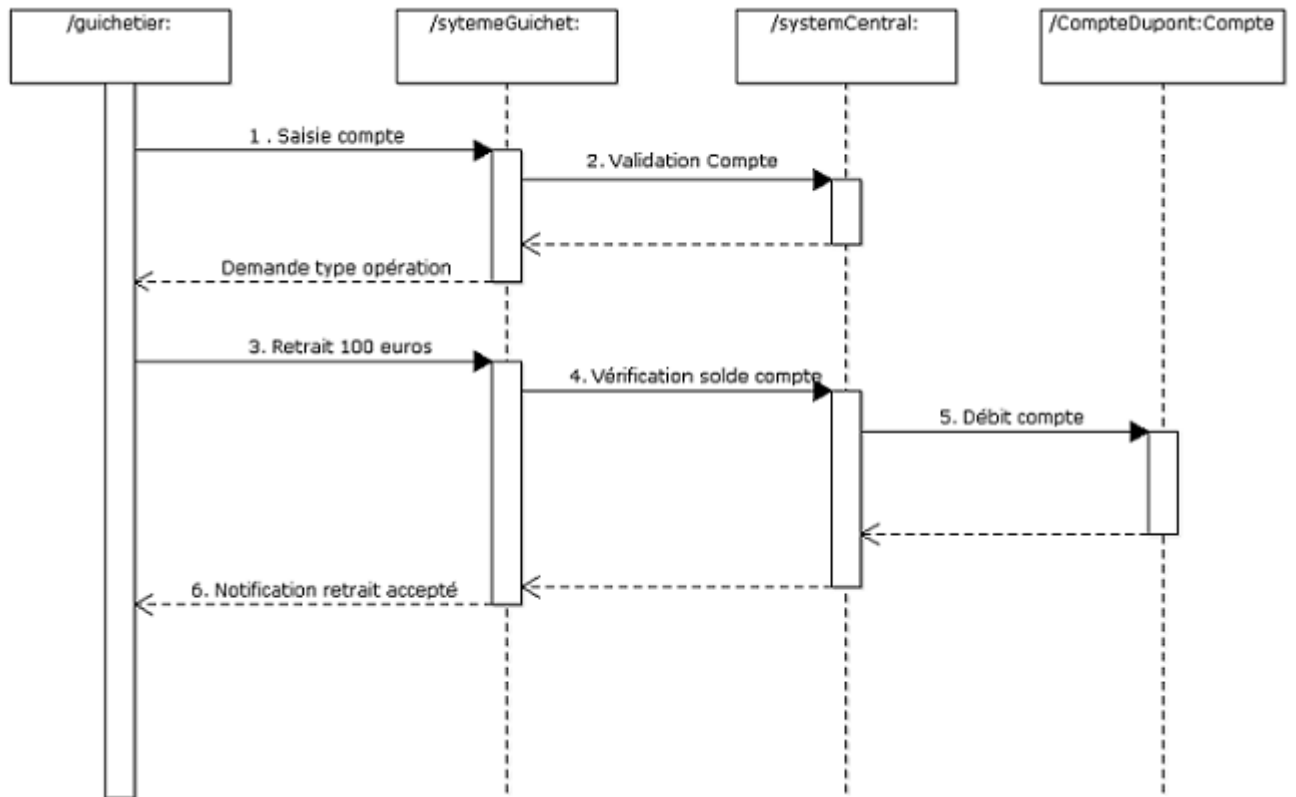 /guichetier:
/sytemeGuichet:
/systemCentral:
/CompteDupont:Compte
1 . Saisie compte
2. Validation Compte
Demande type opération
3. Retrait 100 euros
4. Vérification solde compte
5. Débit compte
6. Notification retrait accepté